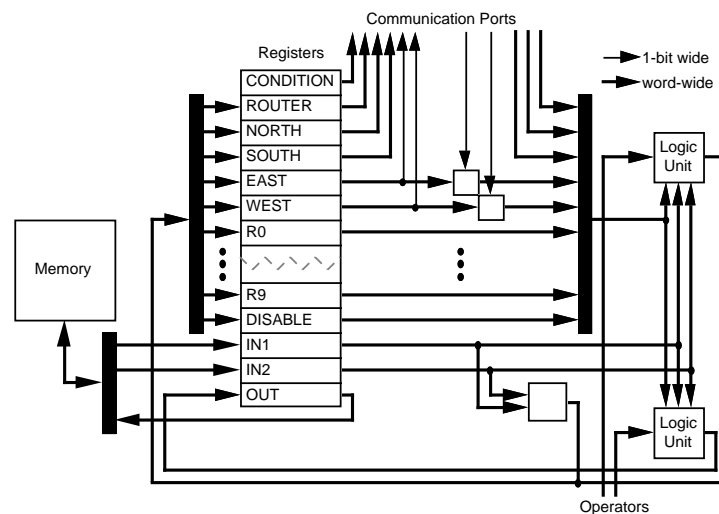 Communication Ports
Registers
1-bit wide
word-wide
CONDITION
ROUTER
NORTH
SOUTH
EAST
WEST
R0
R9
DISABLE
IN1
IN2
OUT
Memory
Logic
Unit
Logic
Unit
Operators